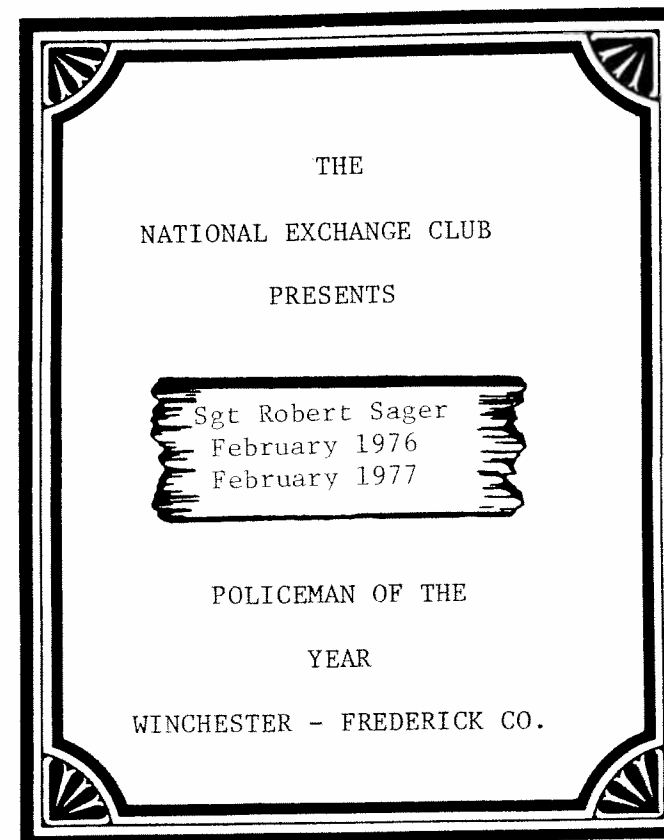 THE
NATIONAL EXCHANGE CLUB
PRESENTS
Sgt Robert Sager
February 1976
February 1977
POLICEMAN OF THE
YEAR
WINCHESTER - FREDERICK CO.